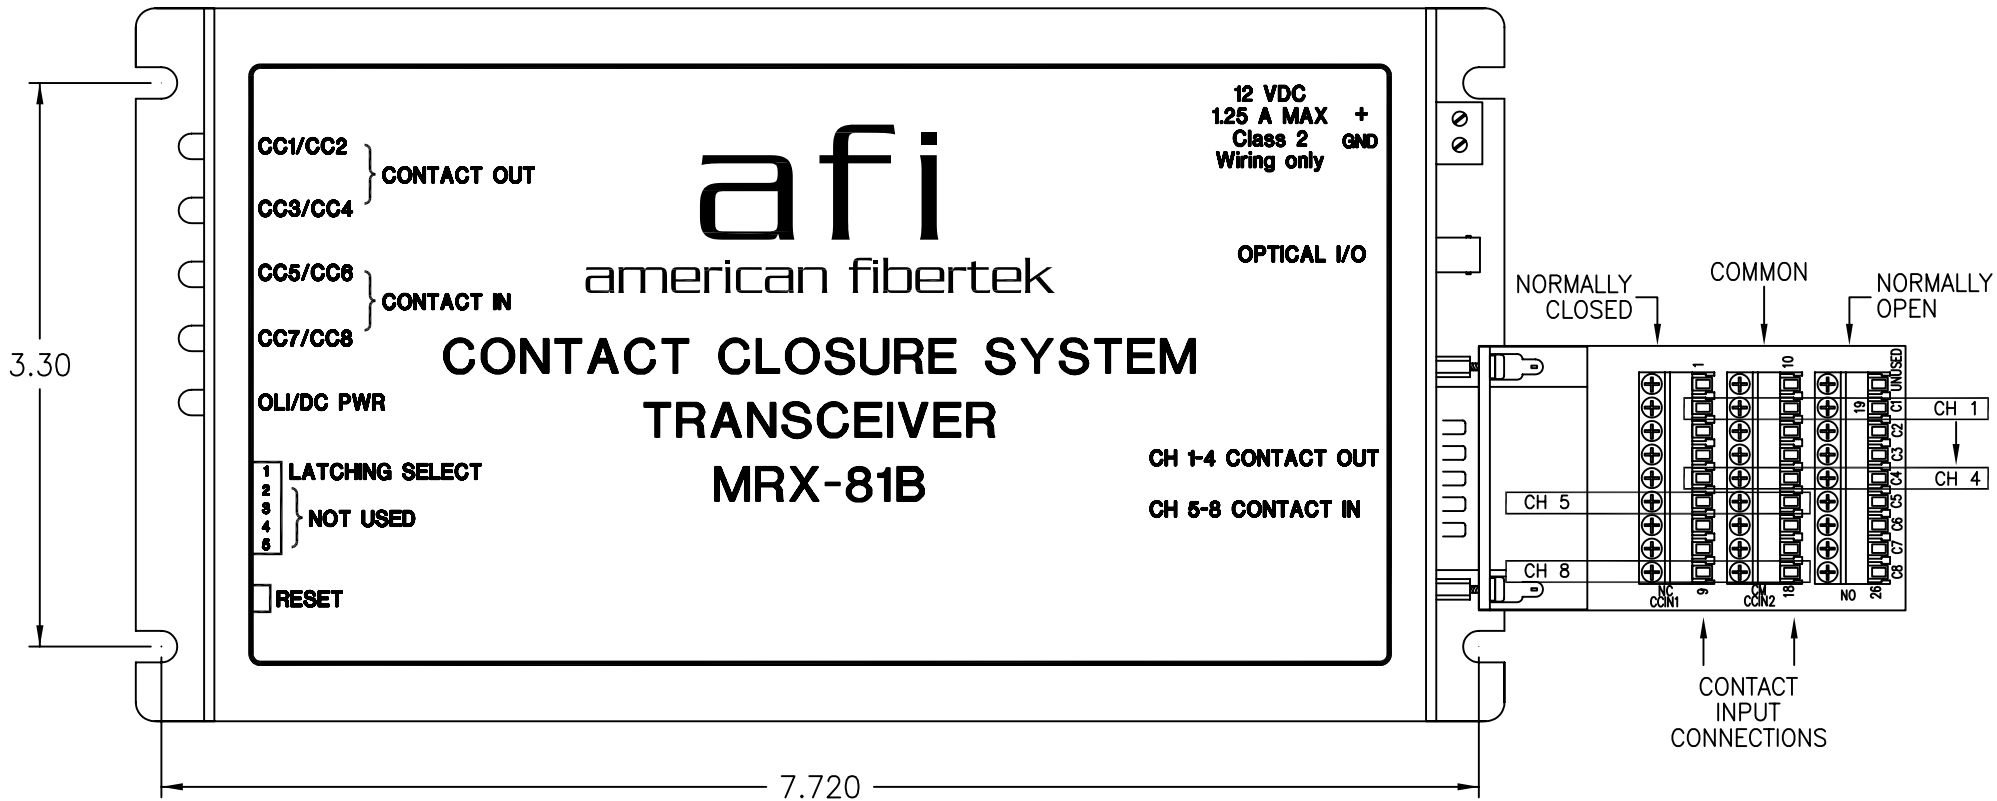 12 VDC
1.25 A MAX +
Class 2 GND
Wiring only
CC1/CC2
CONTACT OUT
CC3/CC4
afi
american fibertek
OPTICAL I/O
CC5/CC6
CONTACT IN
CC7/CC8
CONTACT CLOSURE SYSTEM
TRANSCEIVER
MRX-81B
OLI/DC PWR
1 LATCHING SELECT
2
3
4
5
NOT USED
RESET
CH 1-4 CONTACT OUT
CH 5-8 CONTACT IN
3.30
7.720
NORMALLY
CLOSED
COMMON
NORMALLY
OPEN
1
10
UNUSED
19
C1
C2
C3
C4
C5
C6
C7
C8
CH 1
CH 4
CH 5
CH 8
NC
CCIN1
9
CM
CCIN2
18
NO
26
CONTACT
INPUT
CONNECTIONS